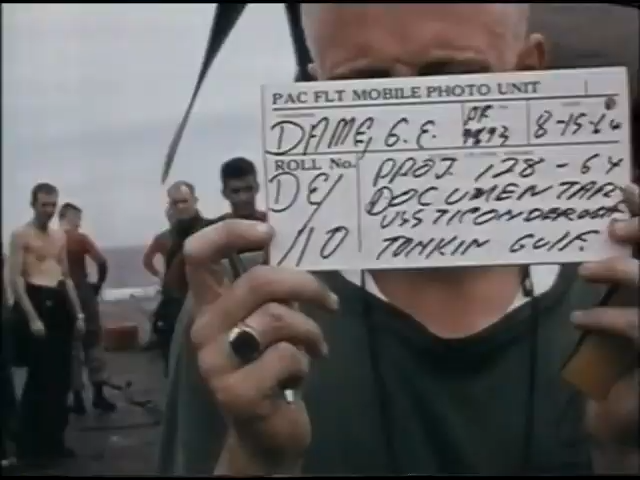 PAC FLT MOBILE PHOTO UNIT
DAME, G.E. 8-15-64
ROLL No. PROJ 128-64
DE/ DOCUMENTARY
USS TICONDEROGA
/10 TONKIN GULF